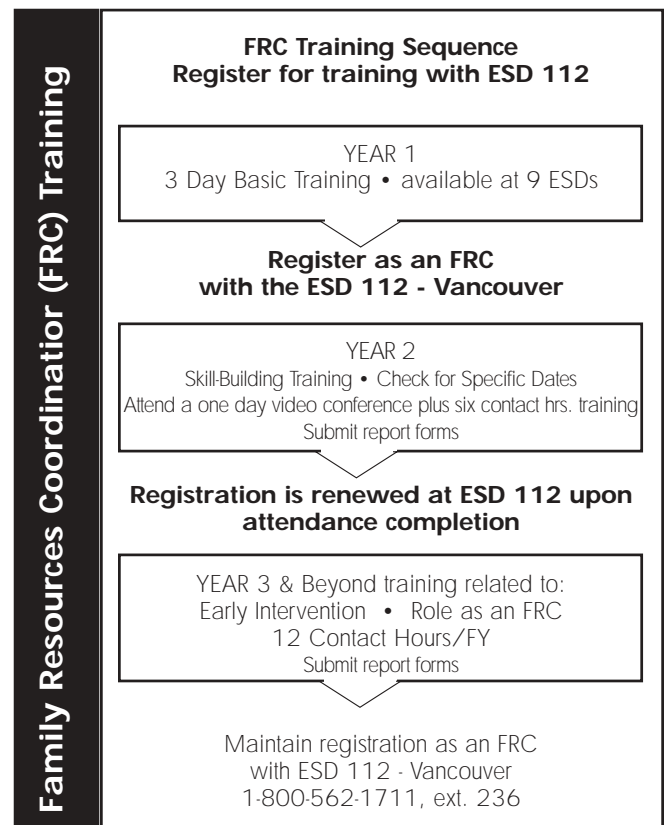 Family Resources Coordinatior (FRC) Training
FRC Training Sequence
Register for training with ESD 112
YEAR 1
3 Day Basic Training • available at 9 ESDs
Register as an FRC
with the ESD 112 - Vancouver
YEAR 2
Skill-Building Training • Check for Specific Dates
Attend a one day video conference plus six contact hrs. training
Submit report forms
Registration is renewed at ESD 112 upon
attendance completion
YEAR 3 & Beyond training related to:
Early Intervention • Role as an FRC
12 Contact Hours/FY
Submit report forms
Maintain registration as an FRC
with ESD 112 - Vancouver
1-800-562-1711, ext. 236